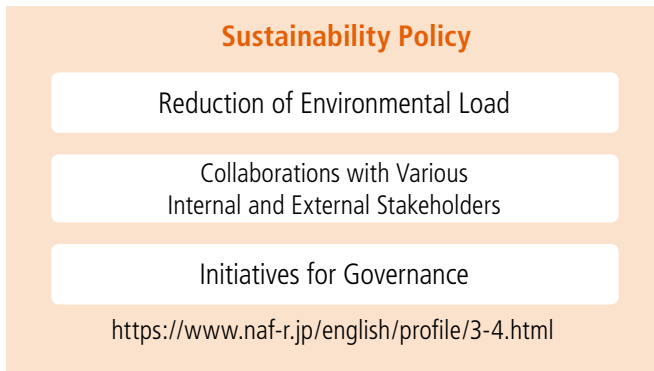 Sustainability Policy
Reduction of Environmental Load
Collaborations with Various
Internal and External Stakeholders
Initiatives for Governance
https://www.naf-r.jp/english/profile/3-4.html